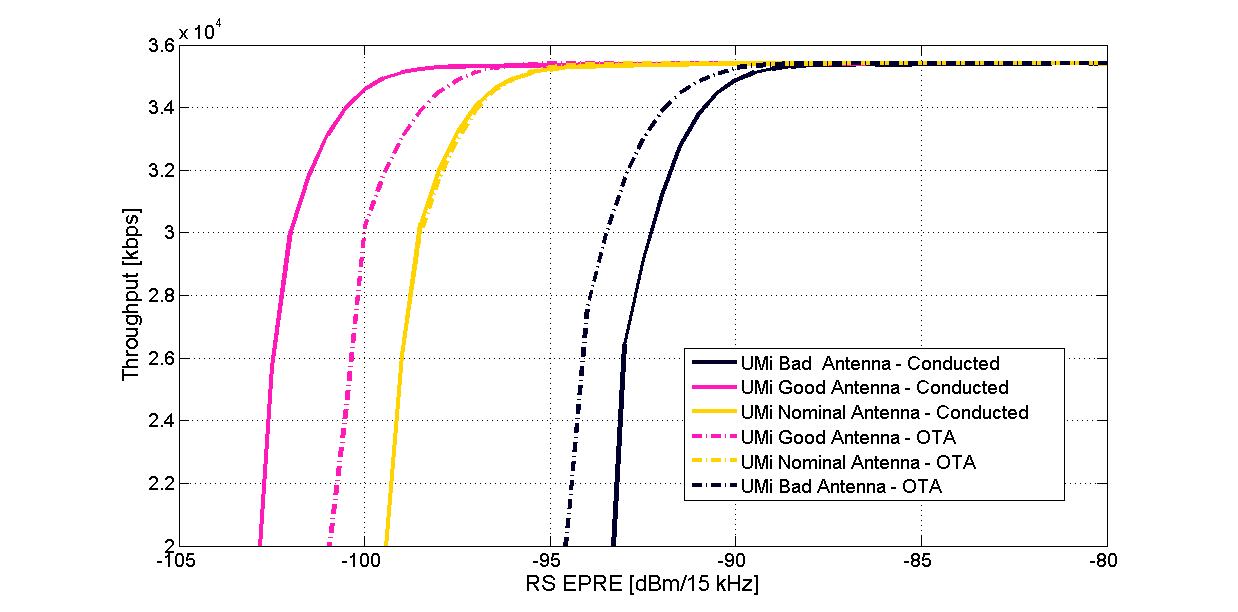 x 10^4
3.6
3.4
3.2
3
2.8
2.6
2.4
2.2
2
Throughput [kbps]
-105 -100 -95 -90 -85 -80
RS EPRE [dBm/15 kHz]
UMi Bad  Antenna - Conducted
UMi Good Antenna - Conducted
UMi Nominal Antenna - Conducted
UMi Good Antenna - OTA
UMi Nominal Antenna - OTA
UMi Bad Antenna - OTA